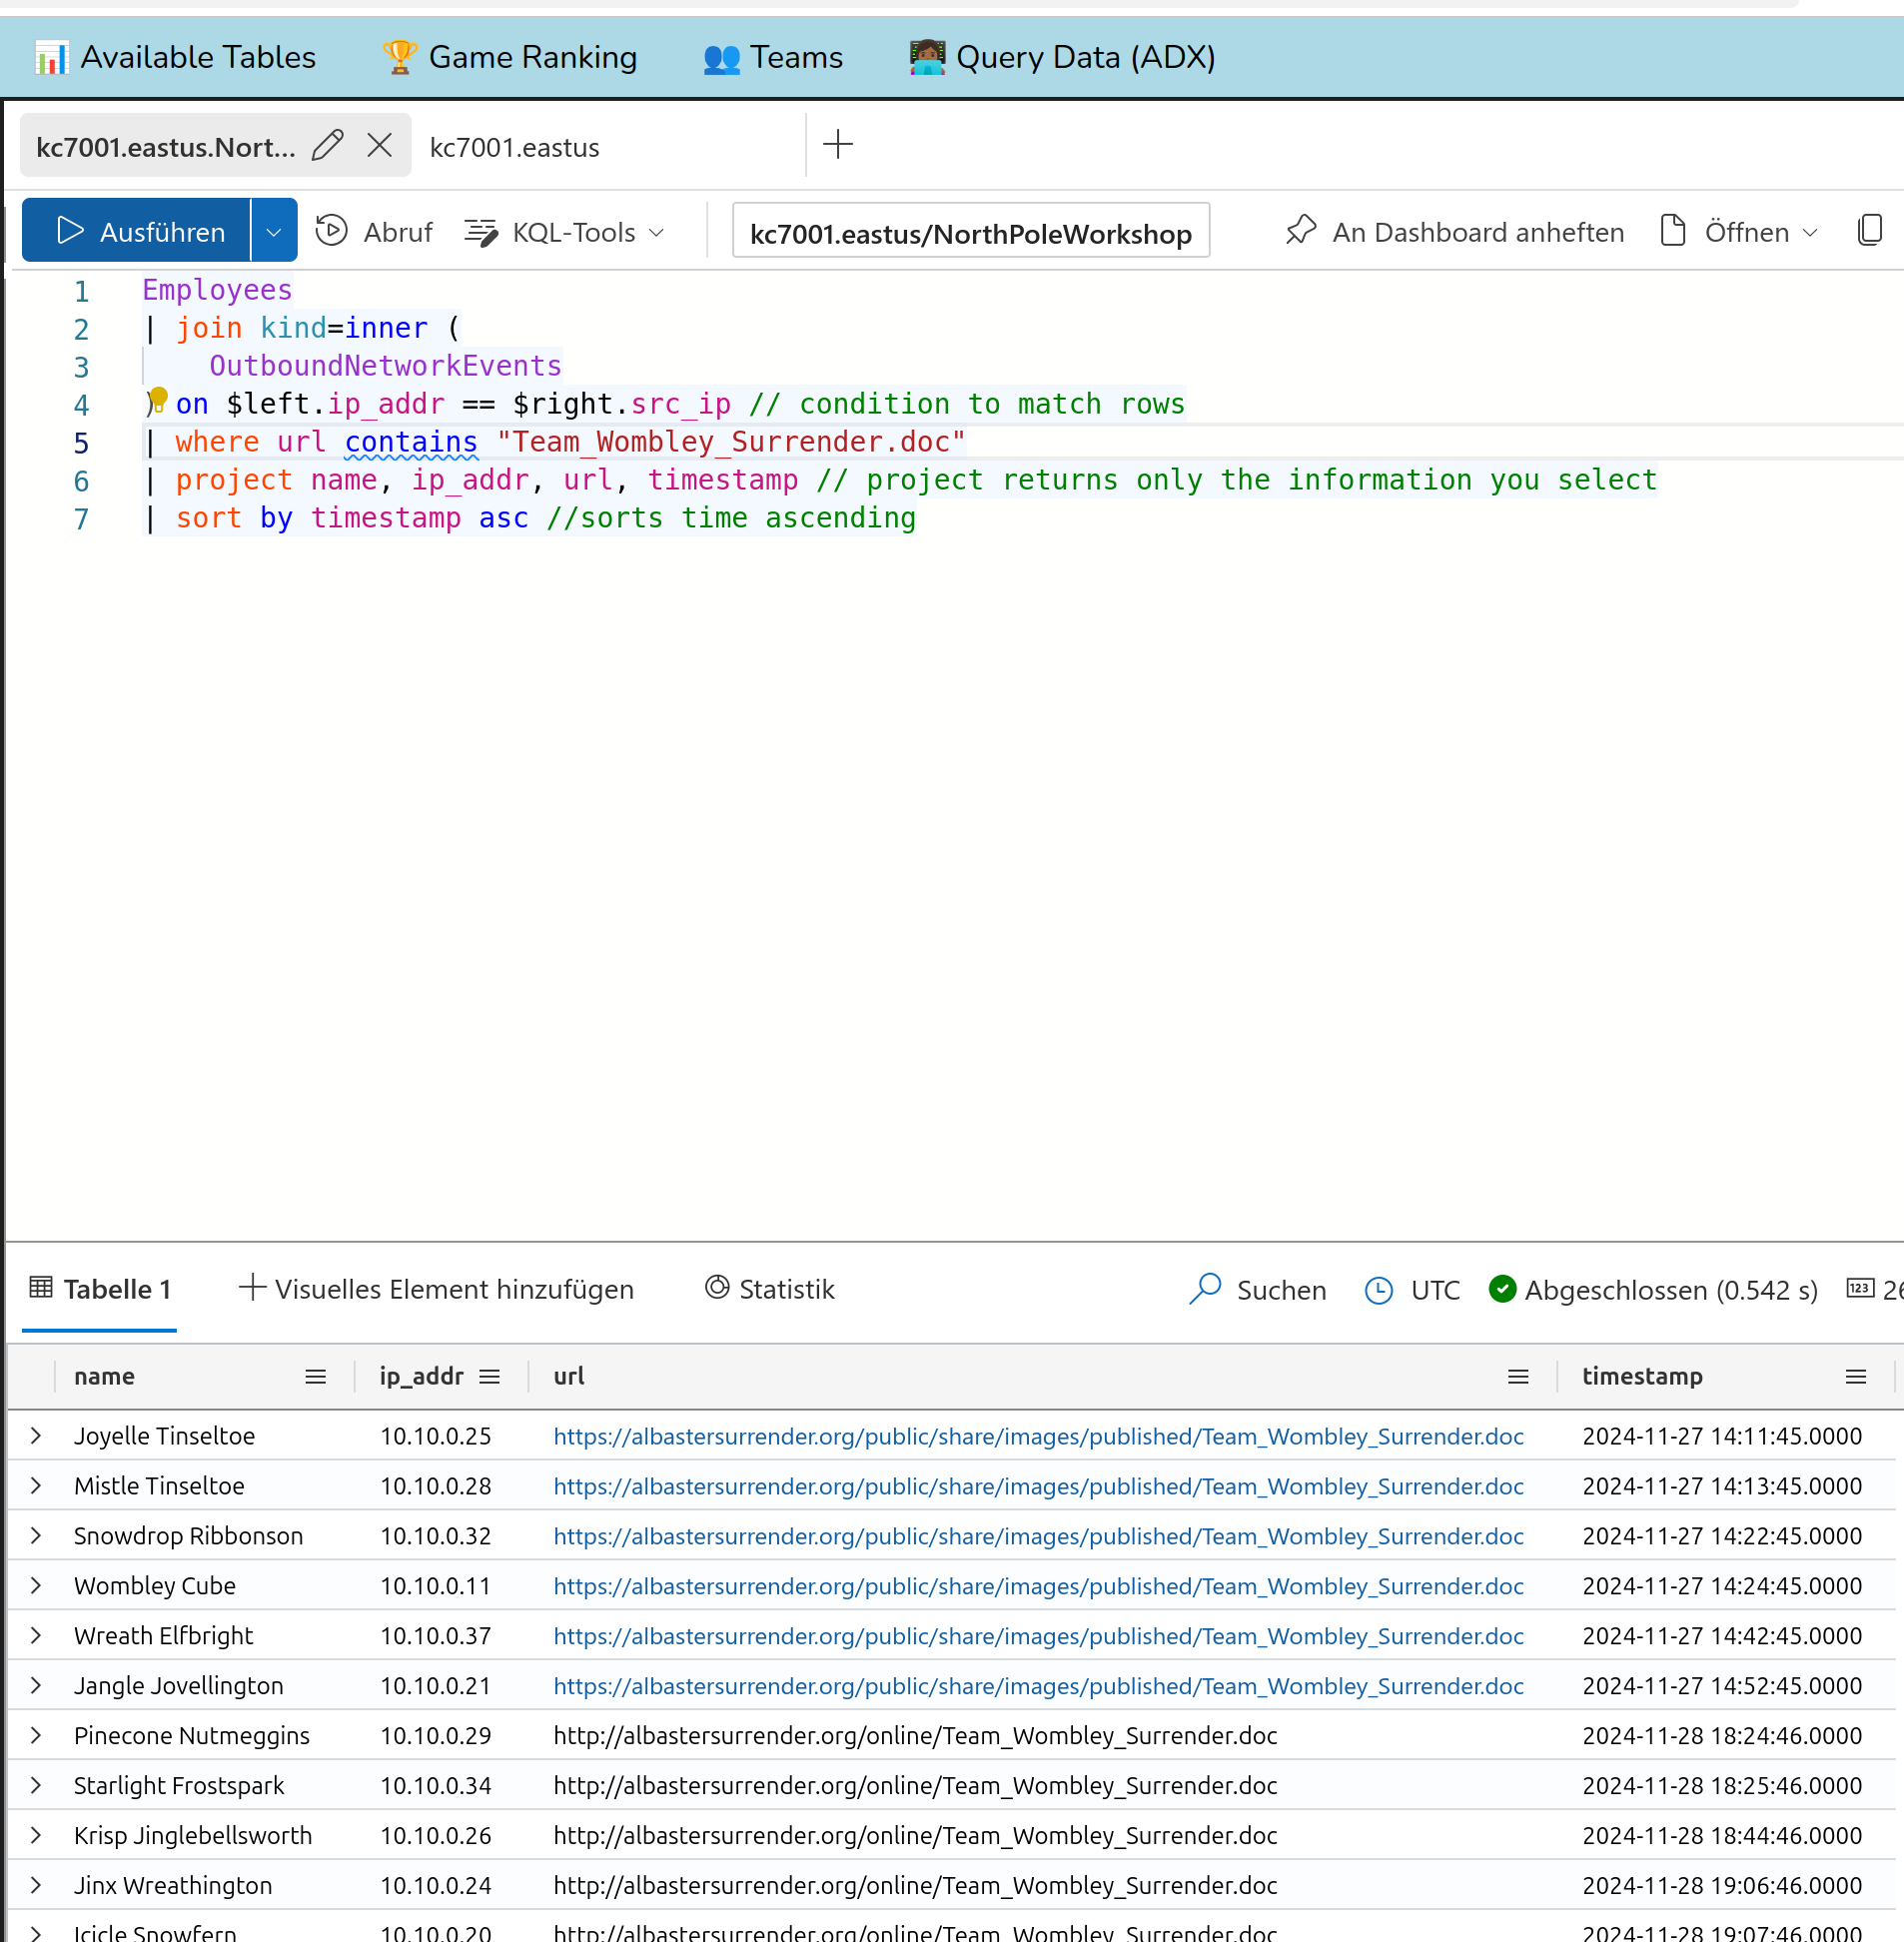 Available Tables Game Ranking Teams Query Data (ADX)
kc7001.eastus.Nort... kc7001.eastus
Ausführen Abruf KQL-Tools kc7001.eastus/NorthPoleWorkshop An Dashboard anheften Öffnen
1 Employees
2 | join kind=inner (
3 OutboundNetworkEvents
4 ) on $left.ip_addr == $right.src_ip // condition to match rows
5 | where url contains "Team_Wombley_Surrender.doc"
6 | project name, ip_addr, url, timestamp // project returns only the information you select
7 | sort by timestamp asc //sorts time ascending
Tabelle 1 Visuelles Element hinzufügen Statistik Suchen UTC Abgeschlossen (0.542 s)
name ip_addr url timestamp
Joyelle Tinseltoe 10.10.0.25 https://albastersurrender.org/public/share/images/published/Team_Wombley_Surrender.doc 2024-11-27 14:11:45.0000
Mistle Tinseltoe 10.10.0.28 https://albastersurrender.org/public/share/images/published/Team_Wombley_Surrender.doc 2024-11-27 14:13:45.0000
Snowdrop Ribbonson 10.10.0.32 https://albastersurrender.org/public/share/images/published/Team_Wombley_Surrender.doc 2024-11-27 14:22:45.0000
Wombley Cube 10.10.0.11 https://albastersurrender.org/public/share/images/published/Team_Wombley_Surrender.doc 2024-11-27 14:24:45.0000
Wreath Elfbright 10.10.0.37 https://albastersurrender.org/public/share/images/published/Team_Wombley_Surrender.doc 2024-11-27 14:42:45.0000
Jangle Jovellington 10.10.0.21 https://albastersurrender.org/public/share/images/published/Team_Wombley_Surrender.doc 2024-11-27 14:52:45.0000
Pinecone Nutmeggins 10.10.0.29 http://albastersurrender.org/online/Team_Wombley_Surrender.doc 2024-11-28 18:24:46.0000
Starlight Frostspark 10.10.0.34 http://albastersurrender.org/online/Team_Wombley_Surrender.doc 2024-11-28 18:25:46.0000
Krisp Jinglebellsworth 10.10.0.26 http://albastersurrender.org/online/Team_Wombley_Surrender.doc 2024-11-28 18:44:46.0000
Jinx Wreathington 10.10.0.24 http://albastersurrender.org/online/Team_Wombley_Surrender.doc 2024-11-28 19:06:46.0000
Icicle Snowfern 10.10.0.20 http://albastersurrender.org/online/Team_Wombley_Surrender.doc 2024-11-28 19:07:46.0000